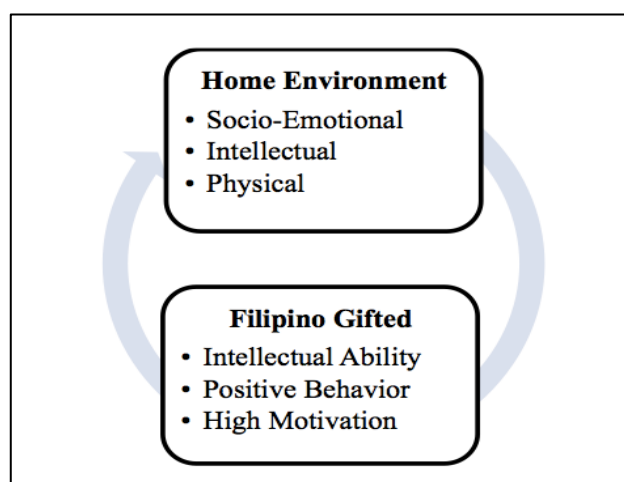 Home Environment
• Socio-Emotional
• Intellectual
• Physical
Filipino Gifted
• Intellectual Ability
• Positive Behavior
• High Motivation